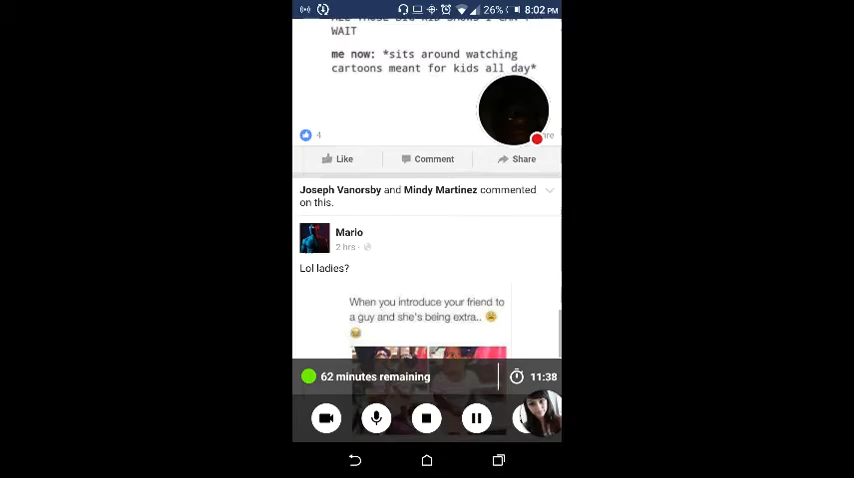 26% 8:02 PM
WAIT
me now: *sits around watching
cartoons meant for kids all day*
4
Like Comment Share
Joseph Vanorsby and Mindy Martinez commented
on this.
Mario
2 hrs ·
Lol ladies?
When you introduce your friend to
a guy and she's being extra.. 😩
😂
62 minutes remaining 11:38